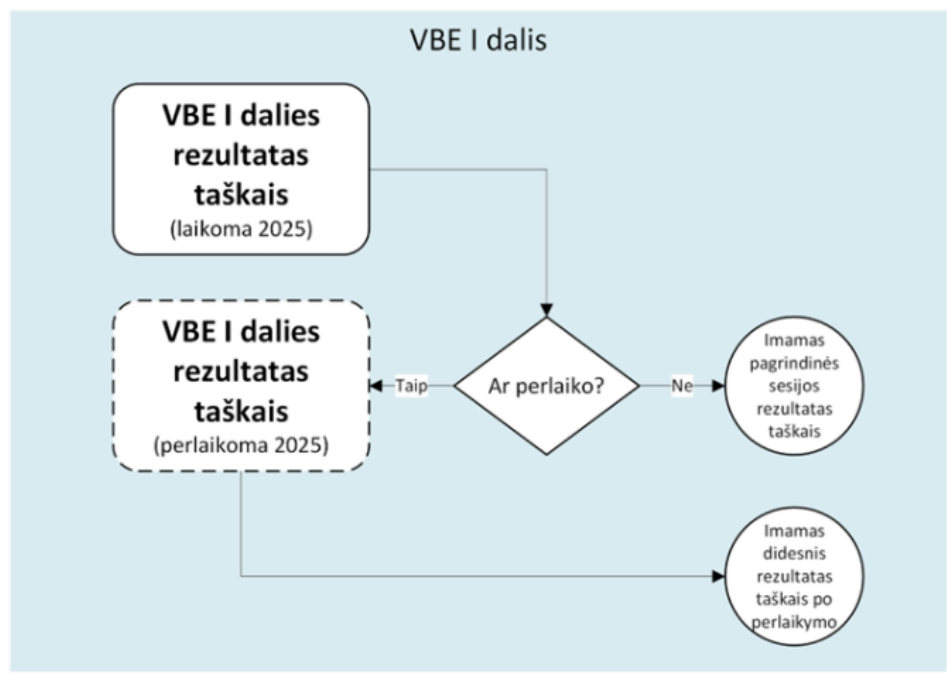 VBE I dalis
VBE I dalies
rezultatas
taškais
(laikoma 2025)
VBE I dalies
rezultatas
taškais
(perlaikoma 2025)
Taip
Ar perlaiko?
Ne
Imamas
pagrindinės
sesijos
rezultatas
taškais
Imamas
didesnis
rezultatas
taškais po
perlaikymo